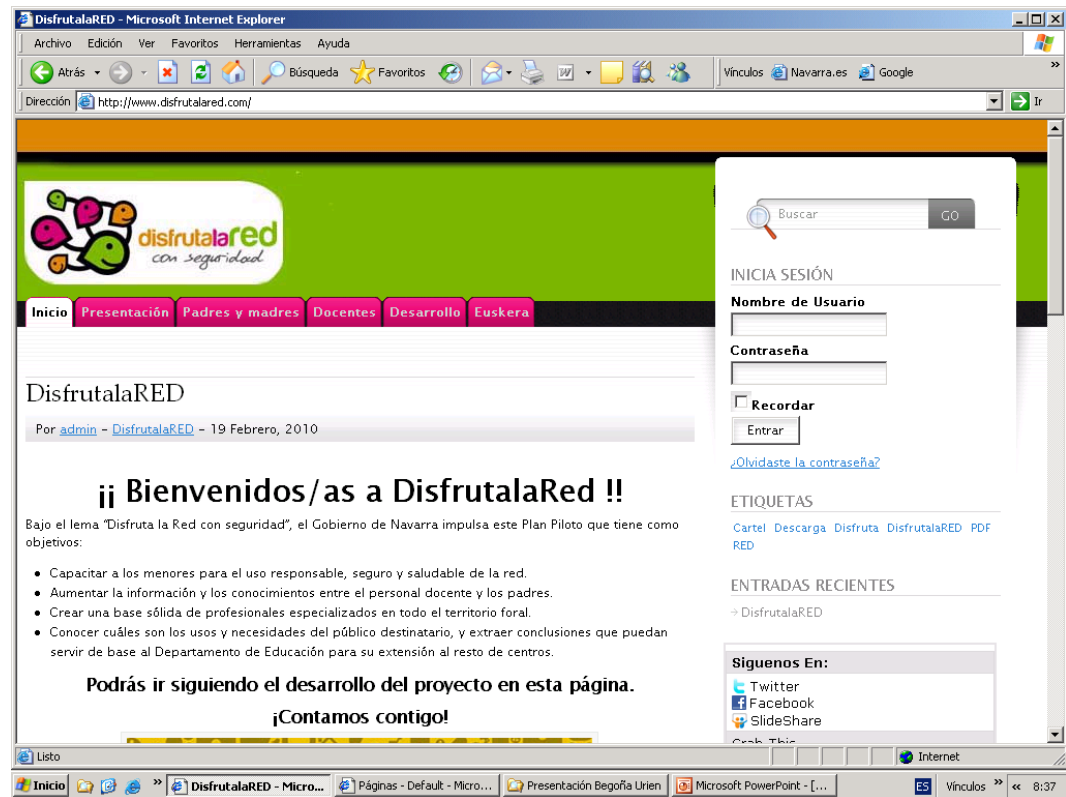 DisfrutalaRED - Microsoft Internet Explorer
Archivo Edición Ver Favoritos Herramientas Ayuda
Atrás Búsqueda Favoritos Vínculos Navarra.es Google »
Dirección http://www.disfrutalared.com/ Ir
disfrutalared
con seguridad
Inicio Presentación Padres y madres Docentes Desarrollo Euskera
DisfrutalaRED
Por admin – DisfrutalaRED – 19 Febrero, 2010
¡¡ Bienvenidos/as a DisfrutalaRed !!
Bajo el lema “Disfruta la Red con seguridad”, el Gobierno de Navarra impulsa este Plan Piloto que tiene como
objetivos:
• Capacitar a los menores para el uso responsable, seguro y saludable de la red.
• Aumentar la información y los conocimientos entre el personal docente y los padres.
• Crear una base sólida de profesionales especializados en todo el territorio foral.
• Conocer cuáles son los usos y necesidades del público destinatario, y extraer conclusiones que puedan
servir de base al Departamento de Educación para su extensión al resto de centros.
Podrás ir siguiendo el desarrollo del proyecto en esta página.
¡Contamos contigo!
Buscar GO
INICIA SESIÓN
Nombre de Usuario
Contraseña
Recordar
Entrar
¿Olvidaste la contraseña?
ETIQUETAS
Cartel Descarga Disfruta DisfrutalaRED PDF
RED
ENTRADAS RECIENTES
→ DisfrutalaRED
Siguenos En:
Twitter
Facebook
SlideShare
Grab This
Listo Internet
Inicio » DisfrutalaRED - Micro... Páginas - Default - Micro... Presentación Begoña Urien Microsoft PowerPoint - [... ES Vínculos » « 8:37